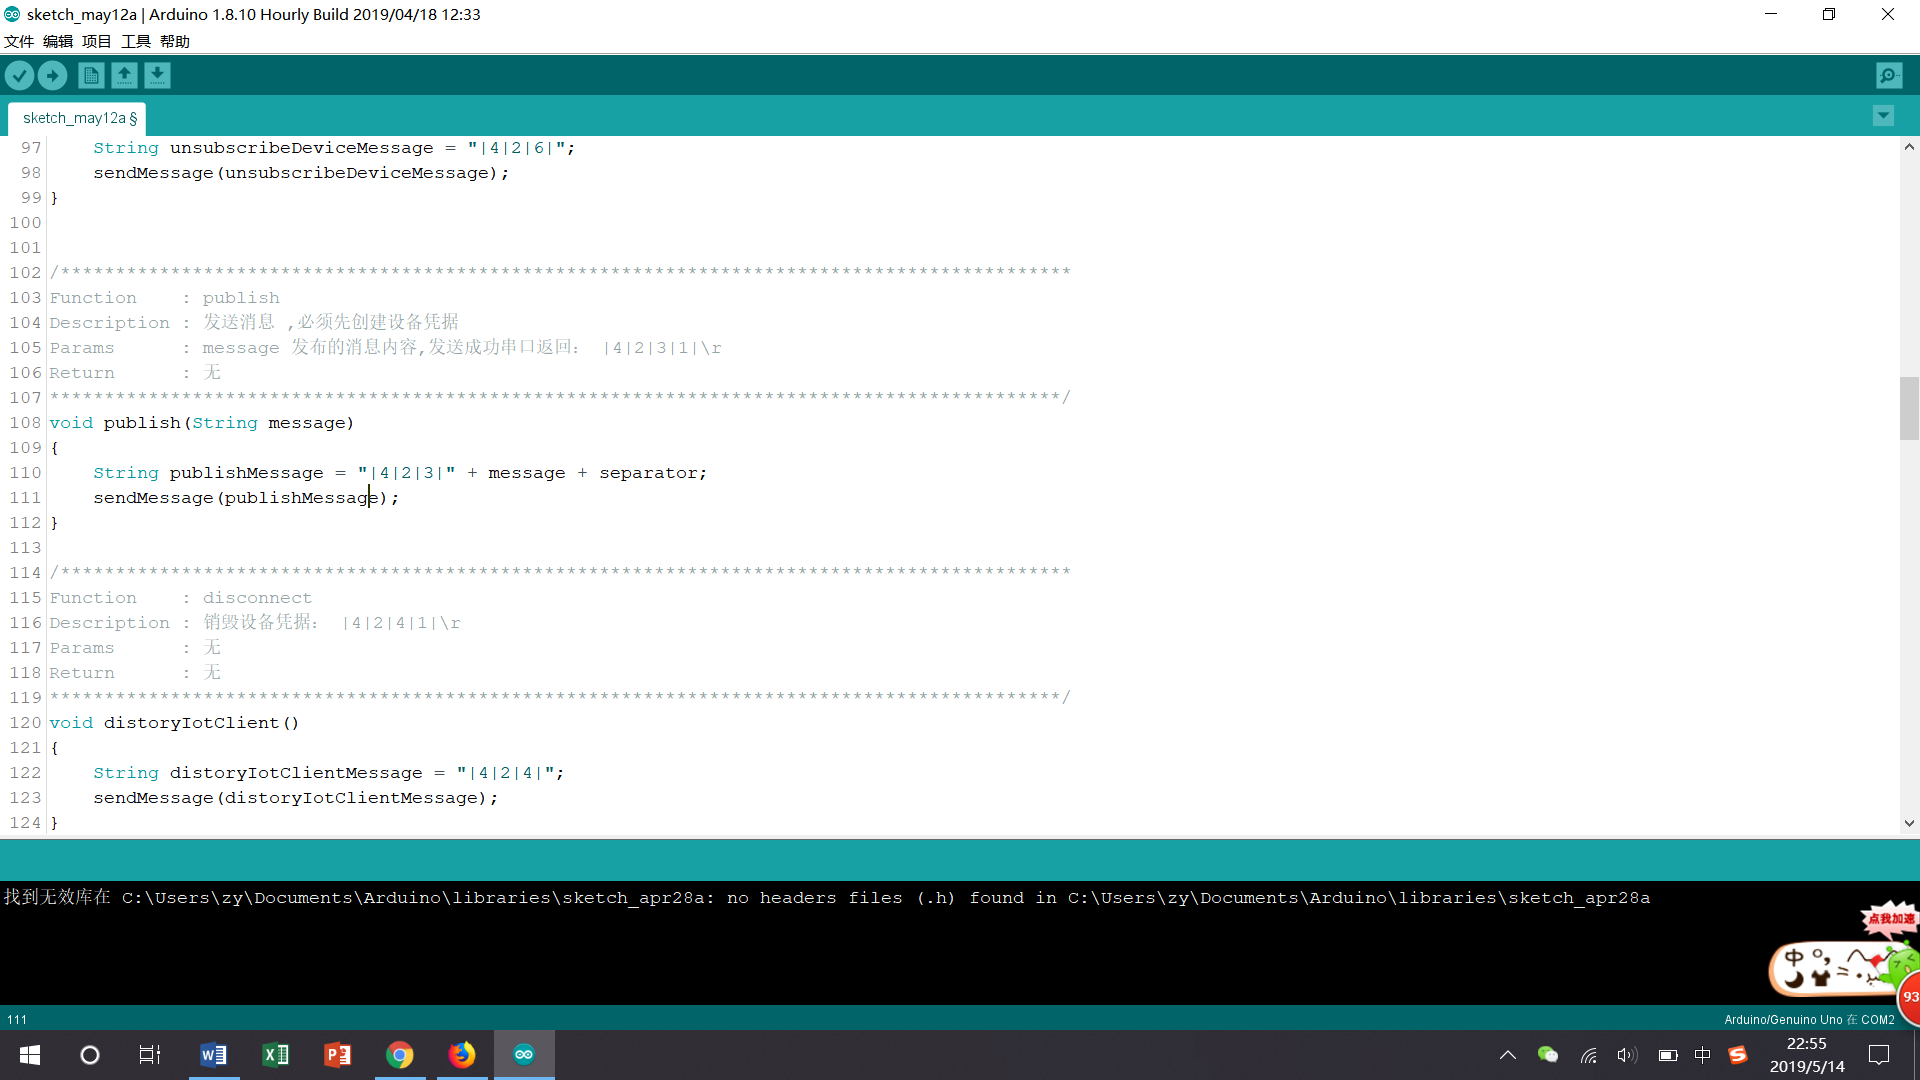 sketch_may12a | Arduino 1.8.10 Hourly Build 2019/04/18 12:33
文件 编辑 项目 工具 帮助
sketch_may12a §
97     String unsubscribeDeviceMessage = "|4|2|6|";
98     sendMessage(unsubscribeDeviceMessage);
99 }
100
101
102 /********************************************************************************************
103 Function    : publish
104 Description : 发送消息 ,必须先创建设备凭据
105 Params      : message 发布的消息内容,发送成功串口返回： |4|2|3|1|\r
106 Return      : 无
107 ********************************************************************************************/
108 void publish(String message)
109 {
110     String publishMessage = "|4|2|3|" + message + separator;
111     sendMessage(publishMessage);
112 }
113
114 /********************************************************************************************
115 Function    : disconnect
116 Description : 销毁设备凭据： |4|2|4|1|\r
117 Params      : 无
118 Return      : 无
119 ********************************************************************************************/
120 void distoryIotClient()
121 {
122     String distoryIotClientMessage = "|4|2|4|";
123     sendMessage(distoryIotClientMessage);
124 }
找到无效库在 C:\Users\zy\Documents\Arduino\libraries\sketch_apr28a: no headers files (.h) found in C:\Users\zy\Documents\Arduino\libraries\sketch_apr28a
点我加速
中
93
111
Arduino/Genuino Uno 在 COM2
中
22:55
2019/5/14